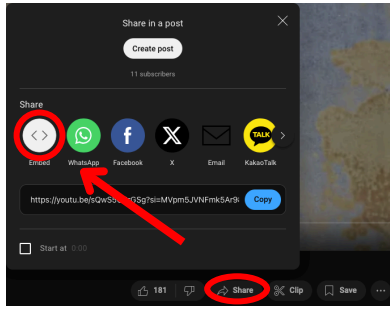 Share in a post
Create post
11 subscribers
Share
Embed WhatsApp Facebook X Email KakaoTalk
TALK
Copy
Start at 0:00
181 Share Clip Save